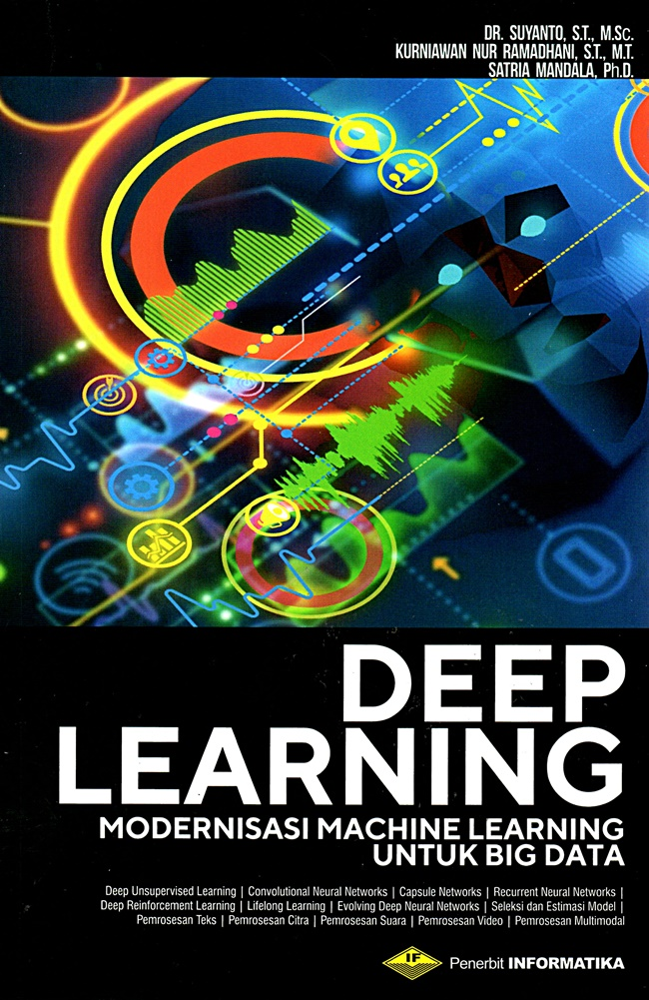 DR. SUYANTO, S.T., M.Sc.
KURNIAWAN NUR RAMADHANI, S.T., M.T.
SATRIA MANDALA, Ph.D.
DEEP
LEARNING
MODERNISASI MACHINE LEARNING
UNTUK BIG DATA
Deep Unsupervised Learning | Convolutional Neural Networks | Capsule Networks | Recurrent Neural Networks |
Deep Reinforcement Learning | Lifelong Learning | Evolving Deep Neural Networks | Seleksi dan Estimasi Model |
Pemrosesan Teks | Pemrosesan Citra | Pemrosesan Suara | Pemrosesan Video | Pemrosesan Multimodal
IF Penerbit INFORMATIKA